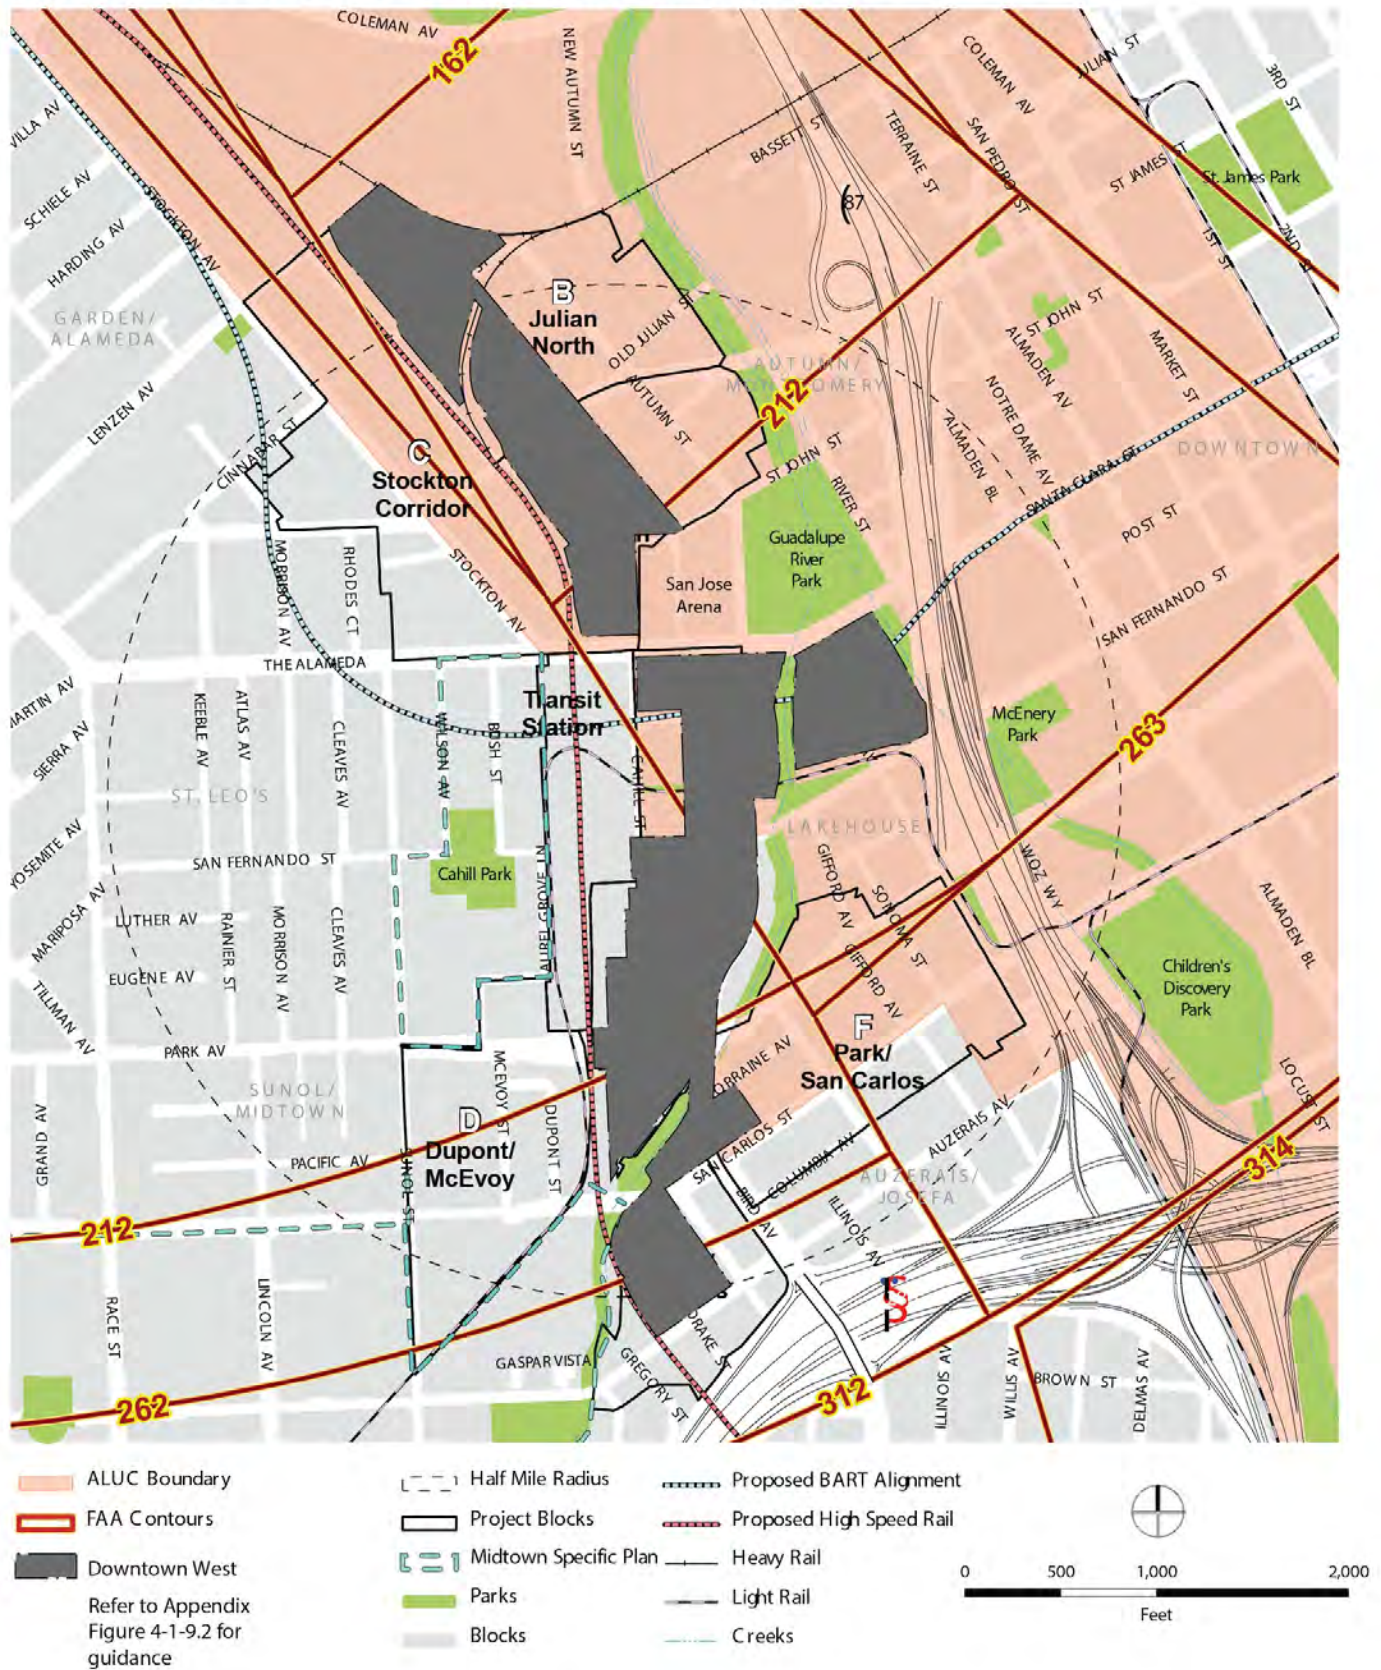 COLEMAN AV
162
NEW AUTUMN ST
COLEMAN AV
JULIAN ST
3RD ST
VILLA AV
BASSETT ST
TERRAINE ST
SAN PEDRO ST
ST JAMES ST
St. James Park
SCHIELE AV
STOCKTON AV
87
1ST ST
HARDING AV
GARDEN/
ALAMEDA
B
Julian
North
OLD JULIAN ST
ST JOHN ST
ALMADEN AV
MARKET ST
AUTUMN/
MONTGOMERY
212
AUTUMN ST
LENZEN AV
NOTRE DAME AV
ALMADEN BL
DOWNTOWN
CINNABAR ST
C
Stockton
Corridor
ST JOHN ST
RIVER ST
SANTA CLARA ST
POST ST
Guadalupe
River
Park
MORRISON AV
RHODES CT
STOCKTON AV
San Jose
Arena
SAN FERNANDO ST
THE ALAMEDA
MARTIN AV
KEEBLE AV
ATLAS AV
CLEAVES AV
WILSON AV
BUSH ST
Transit
Station
McEnery
Park
263
SIERRA AV
CAHILL ST
ST. LEO'S
LAKEHOUSE
YOSEMITE AV
SAN FERNANDO ST
Cahill Park
LAUREL GROVE LN
GIFFORD AV
SONOMA ST
WOZ WY
ALMADEN BL
MARIPOSA AV
LUTHER AV
RAINIER ST
MORRISON AV
CLEAVES AV
EUGENE AV
GIFFORD AV
Children's
Discovery
Park
TILLMAN AV
PARK AV
F
Park/
San Carlos
LORRAINE AV
SUNOL/
MIDTOWN
MCEVOY ST
DUPONT ST
D
Dupont/
McEvoy
LOCUST ST
GRAND AV
PACIFIC AV
SUNOL ST
SAN CARLOS ST
COLUMBIA AV
AUZERAIS AV
AUZERAIS/
JOSEFA
314
BIRD AV
ILLINOIS AV
212
RACE ST
LINCOLN AV
DRAKE ST
GASPAR VISTA
GREGORY ST
262
312
ILLINOIS AV
WILLIS AV
BROWN ST
DELMAS AV
ALUC Boundary
FAA Contours
Downtown West
Refer to Appendix
Figure 4-1-9.2 for
guidance
Half Mile Radius
Project Blocks
Midtown Specific Plan
Parks
Blocks
Proposed BART Alignment
Proposed High Speed Rail
Heavy Rail
Light Rail
Creeks
0 500 1,000 2,000
Feet